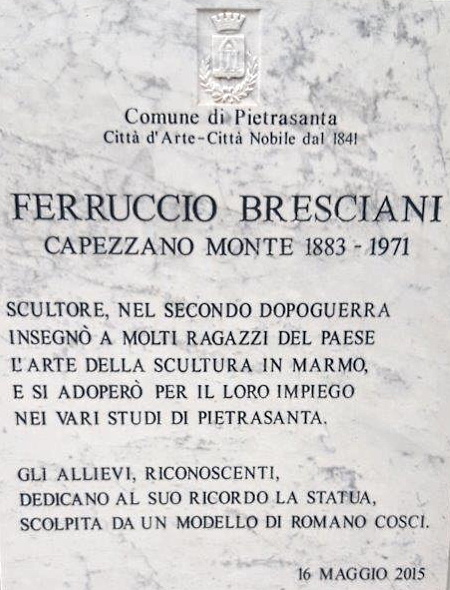 Comune di Pietrasanta
Città d'Arte-Città Nobile dal 1841
FERRUCCIO BRESCIANI
CAPEZZANO MONTE 1883 - 1971
SCULTORE, NEL SECONDO DOPOGUERRA
INSEGNÒ A MOLTI RAGAZZI DEL PAESE
L'ARTE DELLA SCULTURA IN MARMO,
E SI ADOPERÒ PER IL LORO IMPIEGO
NEI VARI STUDI DI PIETRASANTA.
GLI ALLIEVI, RICONOSCENTI,
DEDICANO AL SUO RICORDO LA STATUA,
SCOLPITA DA UN MODELLO DI ROMANO COSCI.
16 MAGGIO 2015